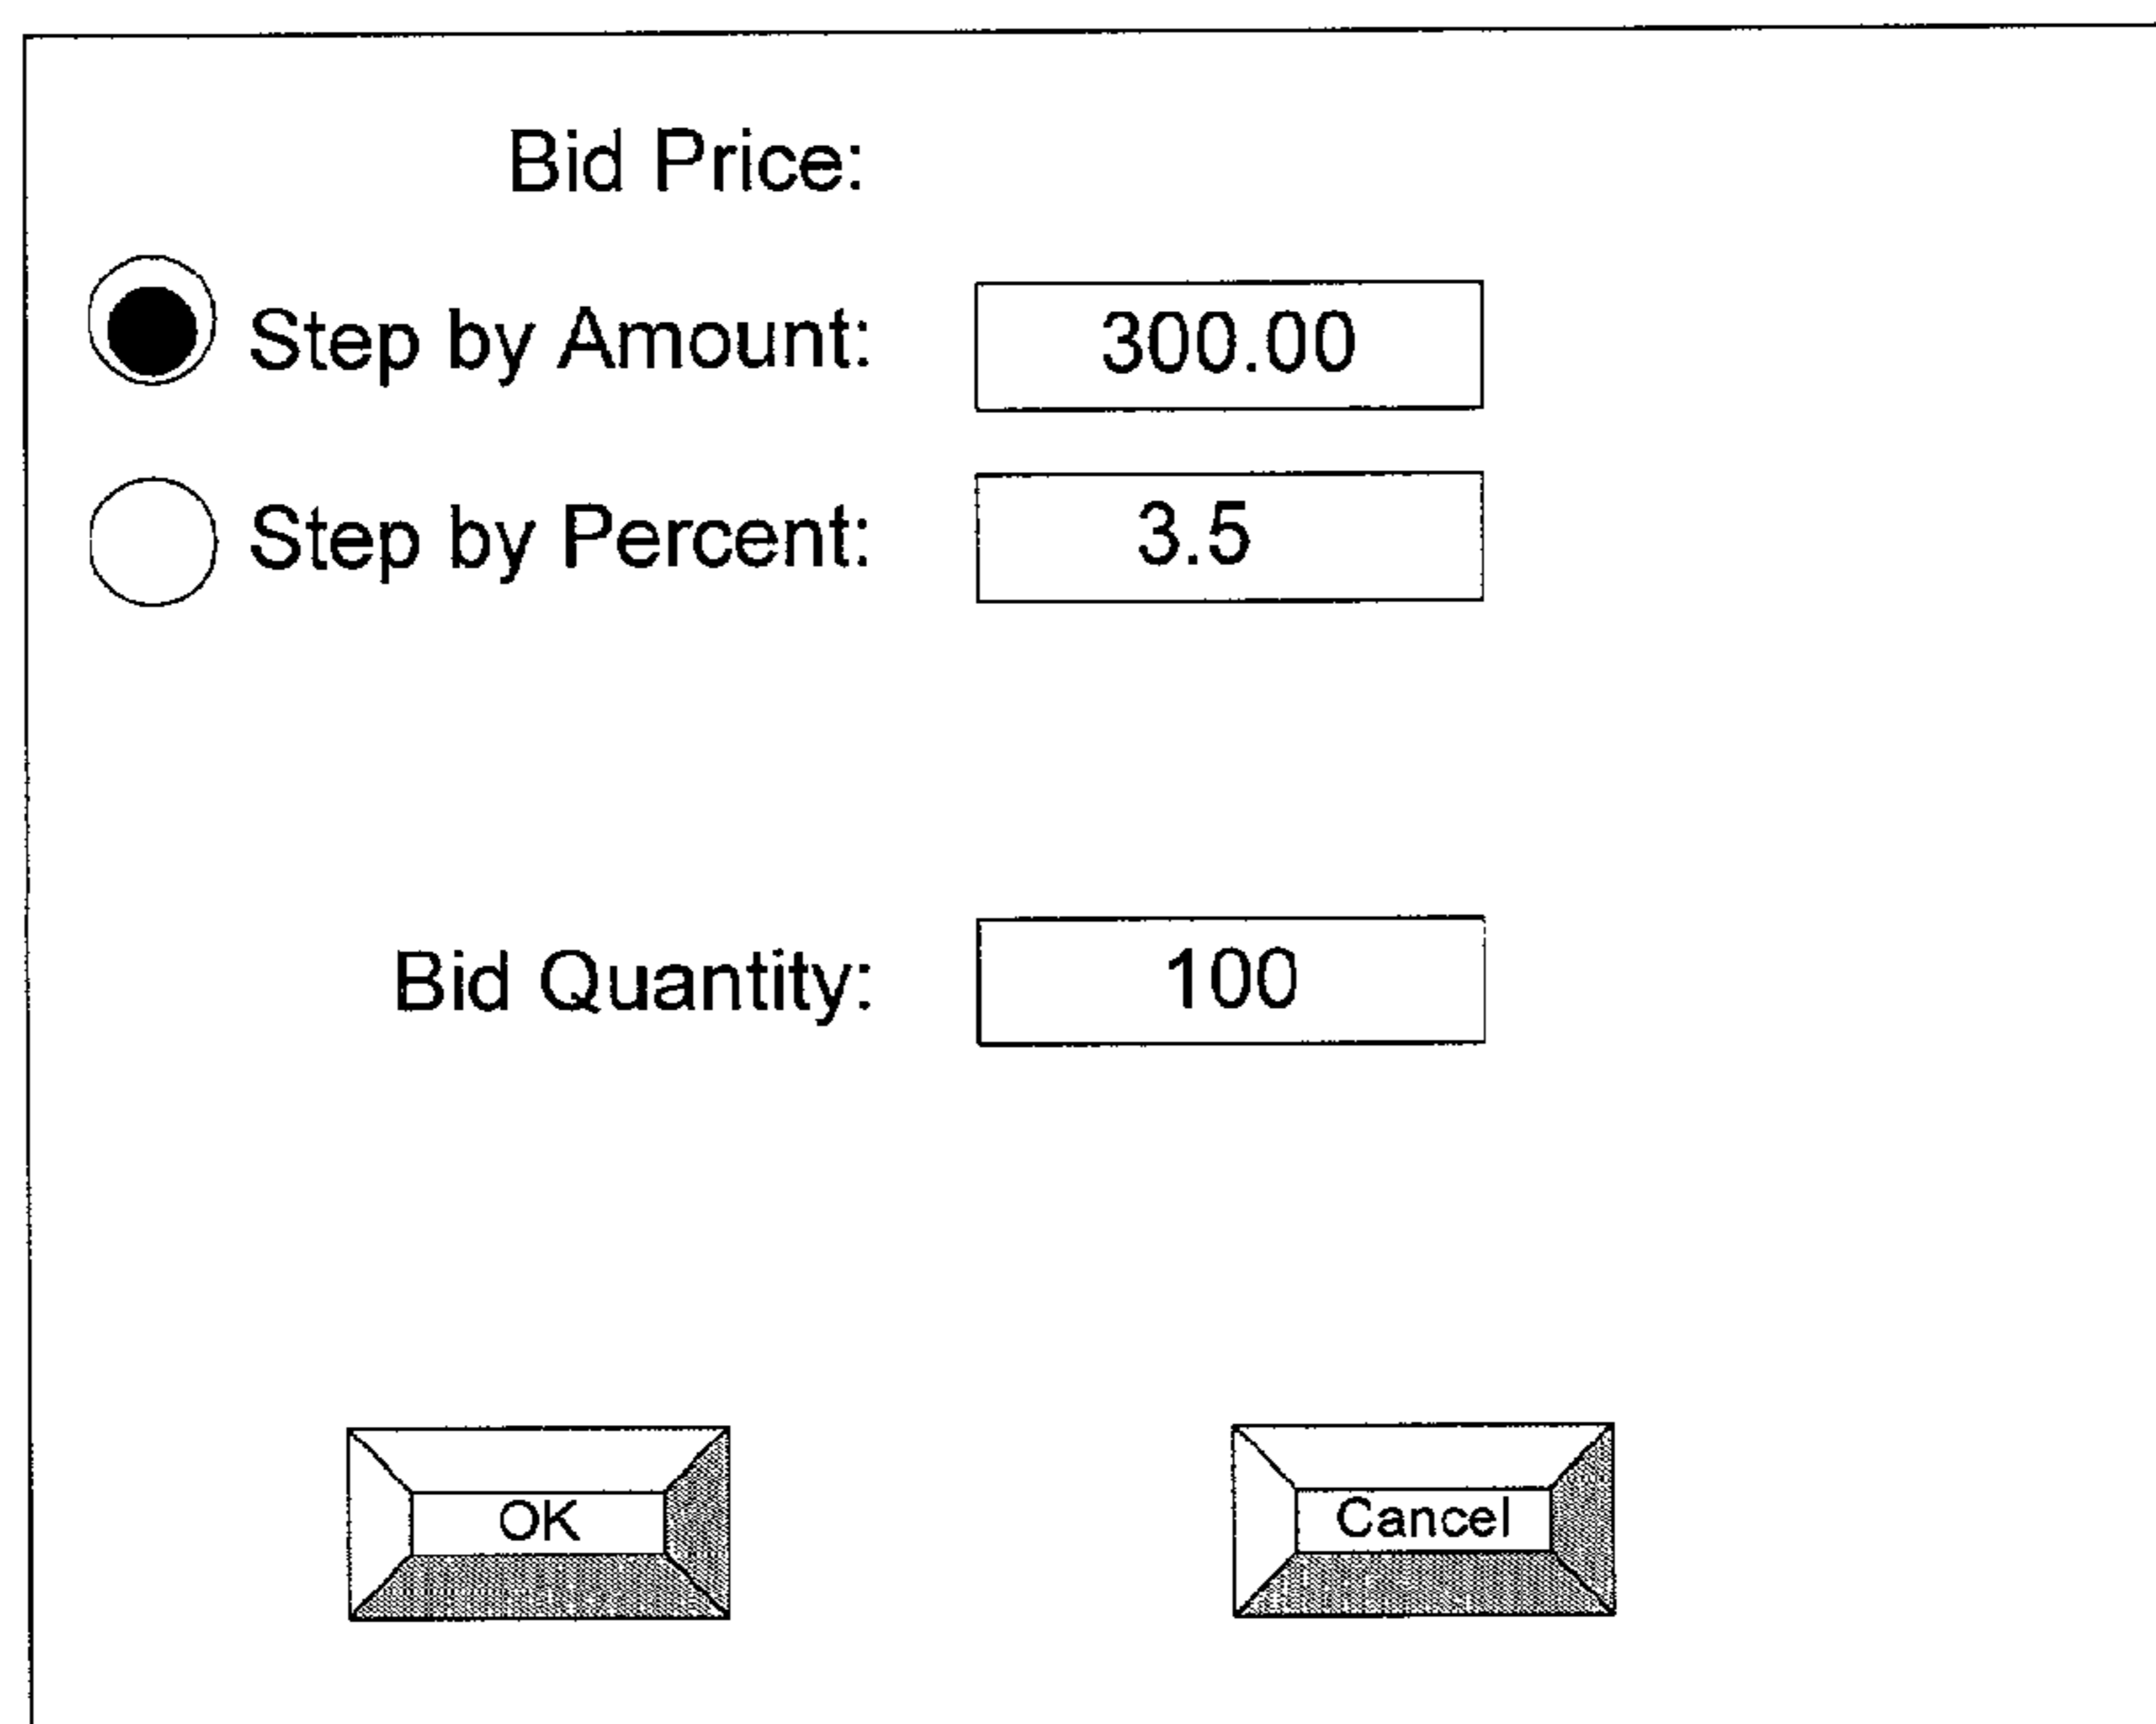 Bid Price:
Step by Amount: 300.00
Step by Percent: 3.5
Bid Quantity: 100
OK Cancel